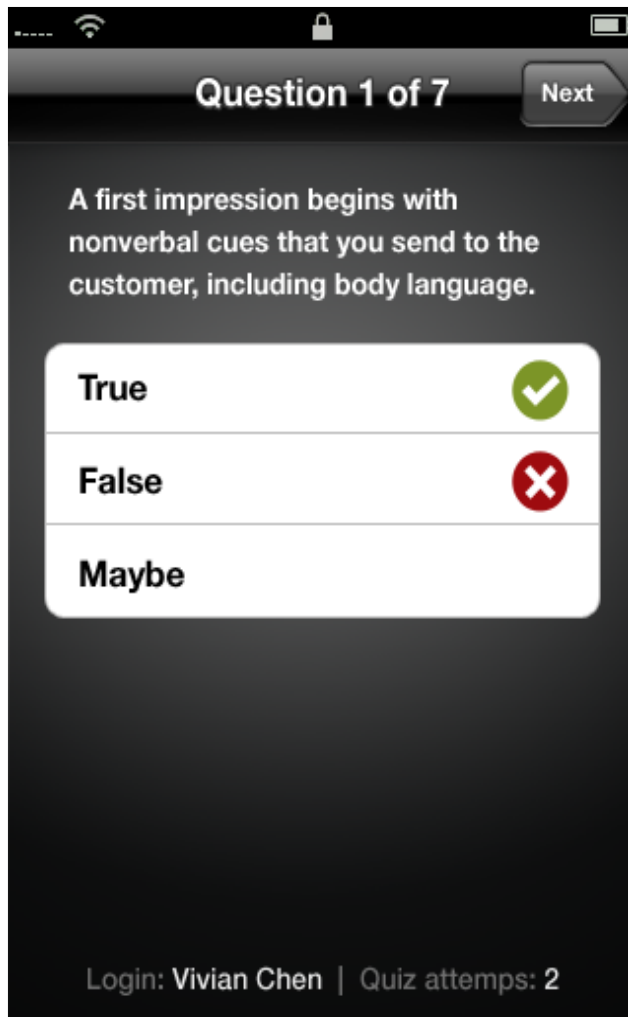 Question 1 of 7
Next
A first impression begins with
nonverbal cues that you send to the
customer, including body language.
True
False
Maybe
Login: Vivian Chen | Quiz attemps: 2